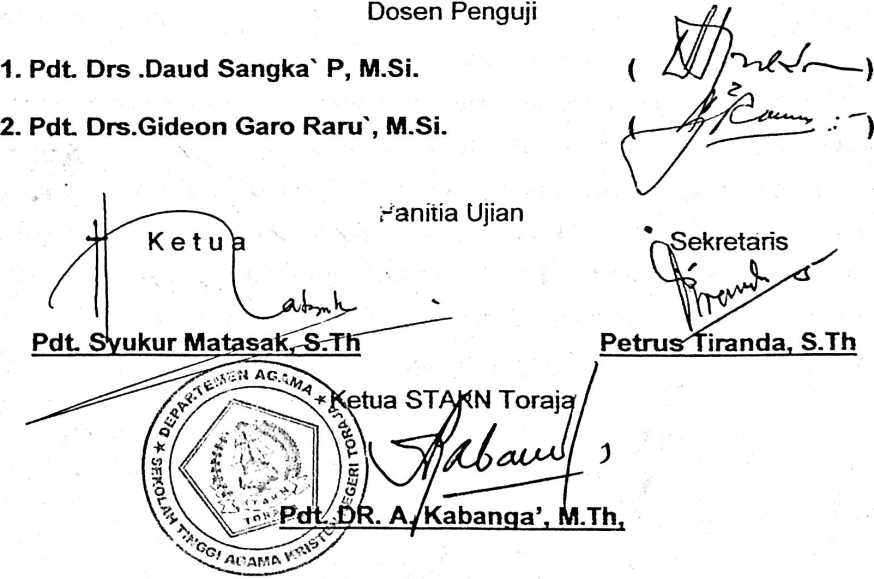 Dosen Penguji
1. Pdt. Drs .Daud Sangka` P, M.Si. ( )
2. Pdt. Drs.Gideon Garo Raru`, M.Si. ( )
Panitia Ujian
K e t u a Sekretaris
Pdt. Syukur Matasak, S.Th Petrus Tiranda, S.Th
Ketua STAKN Toraja
DEPARTEMEN AGAMA
SEKOLAH TINGGI AGAMA KRISTEN NEGERI TORAJA
STAKN
TORAJA
Pdt. DR. A. Kabanga’, M.Th,